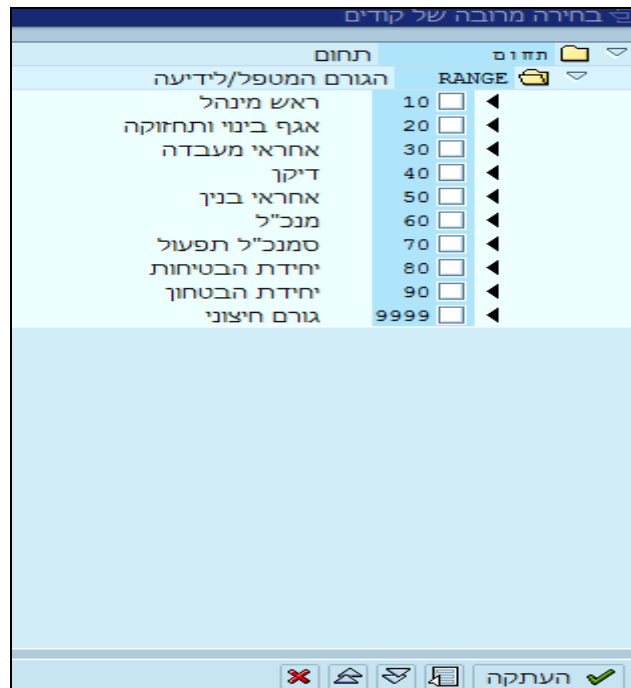 בחירה מרובה של קודים
תחום תחום
RANGE הגורם המטפל/לידיעה
10 ראש מינהל
20 אגף בינוי ותחזוקה
30 אחראי מעבדה
40 דיקן
50 אחראי בנין
60 מנכ"ל
70 סמנכ"ל תפעול
80 יחידת הבטיחות
90 יחידת הבטחון
9999 גורם חיצוני
העתקה